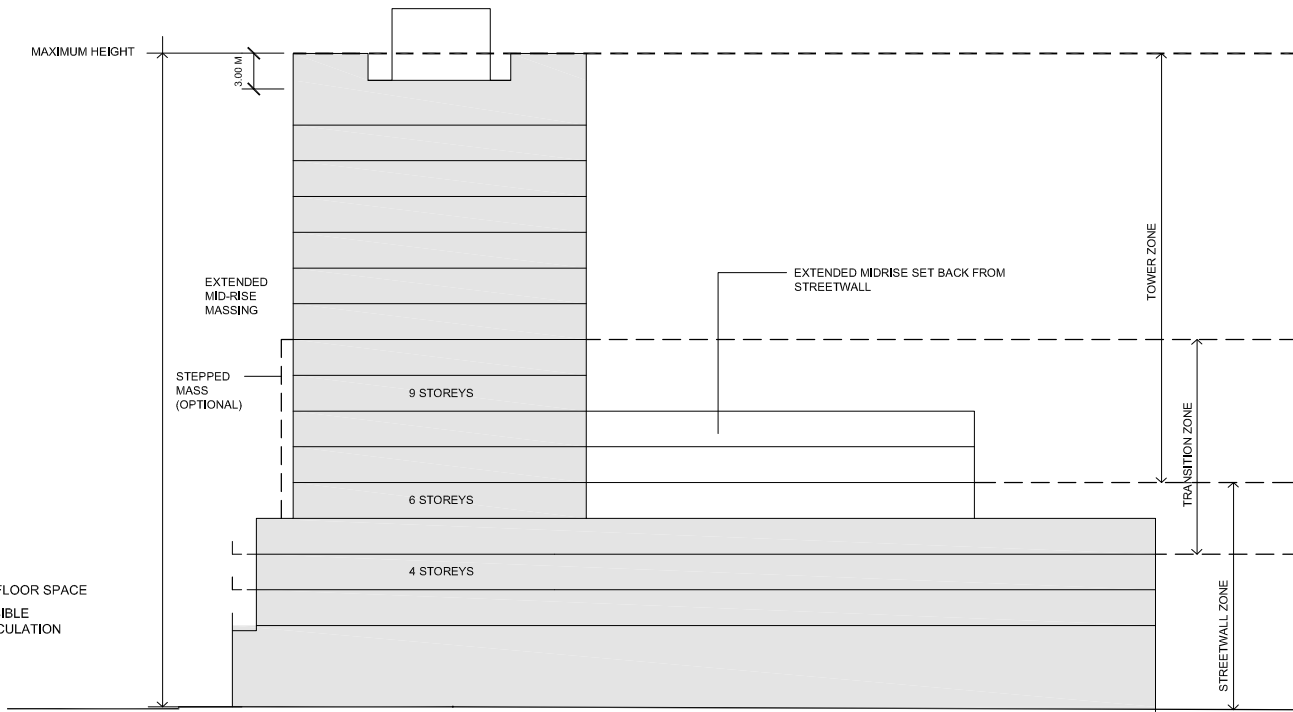 MAXIMUM HEIGHT
3.00 M
EXTENDED
MID-RISE
MASSING
EXTENDED MIDRISE SET BACK FROM
STREETWALL
TOWER ZONE
STEPPED
MASS
(OPTIONAL)
9 STOREYS
TRANSITION ZONE
6 STOREYS
4 STOREYS
FLOOR SPACE
IBLE
CULATION
STREETWALL ZONE